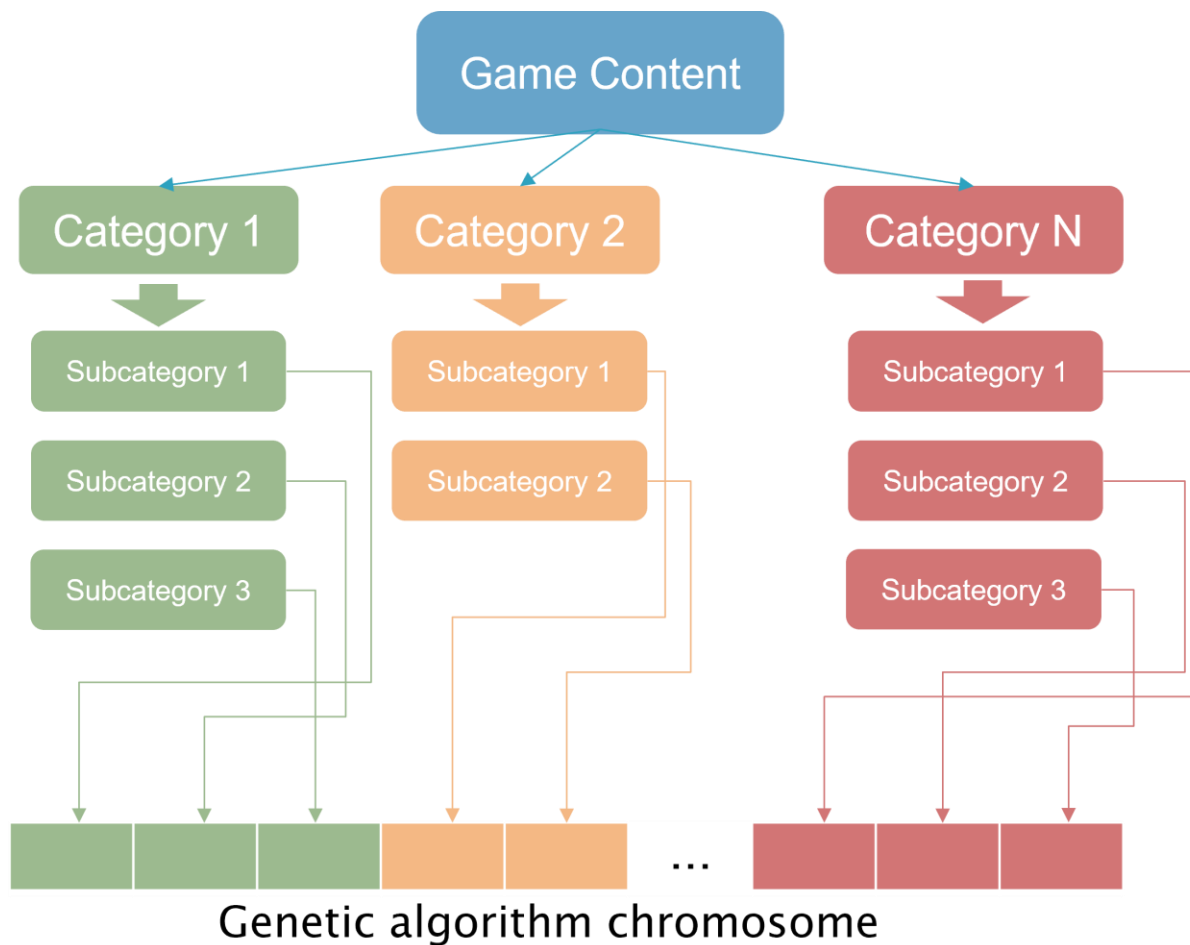 Game Content
Category 1
Category 2
Category N
Subcategory 1
Subcategory 1
Subcategory 1
Subcategory 2
Subcategory 2
Subcategory 2
Subcategory 3
Subcategory 3
...
Genetic algorithm chromosome